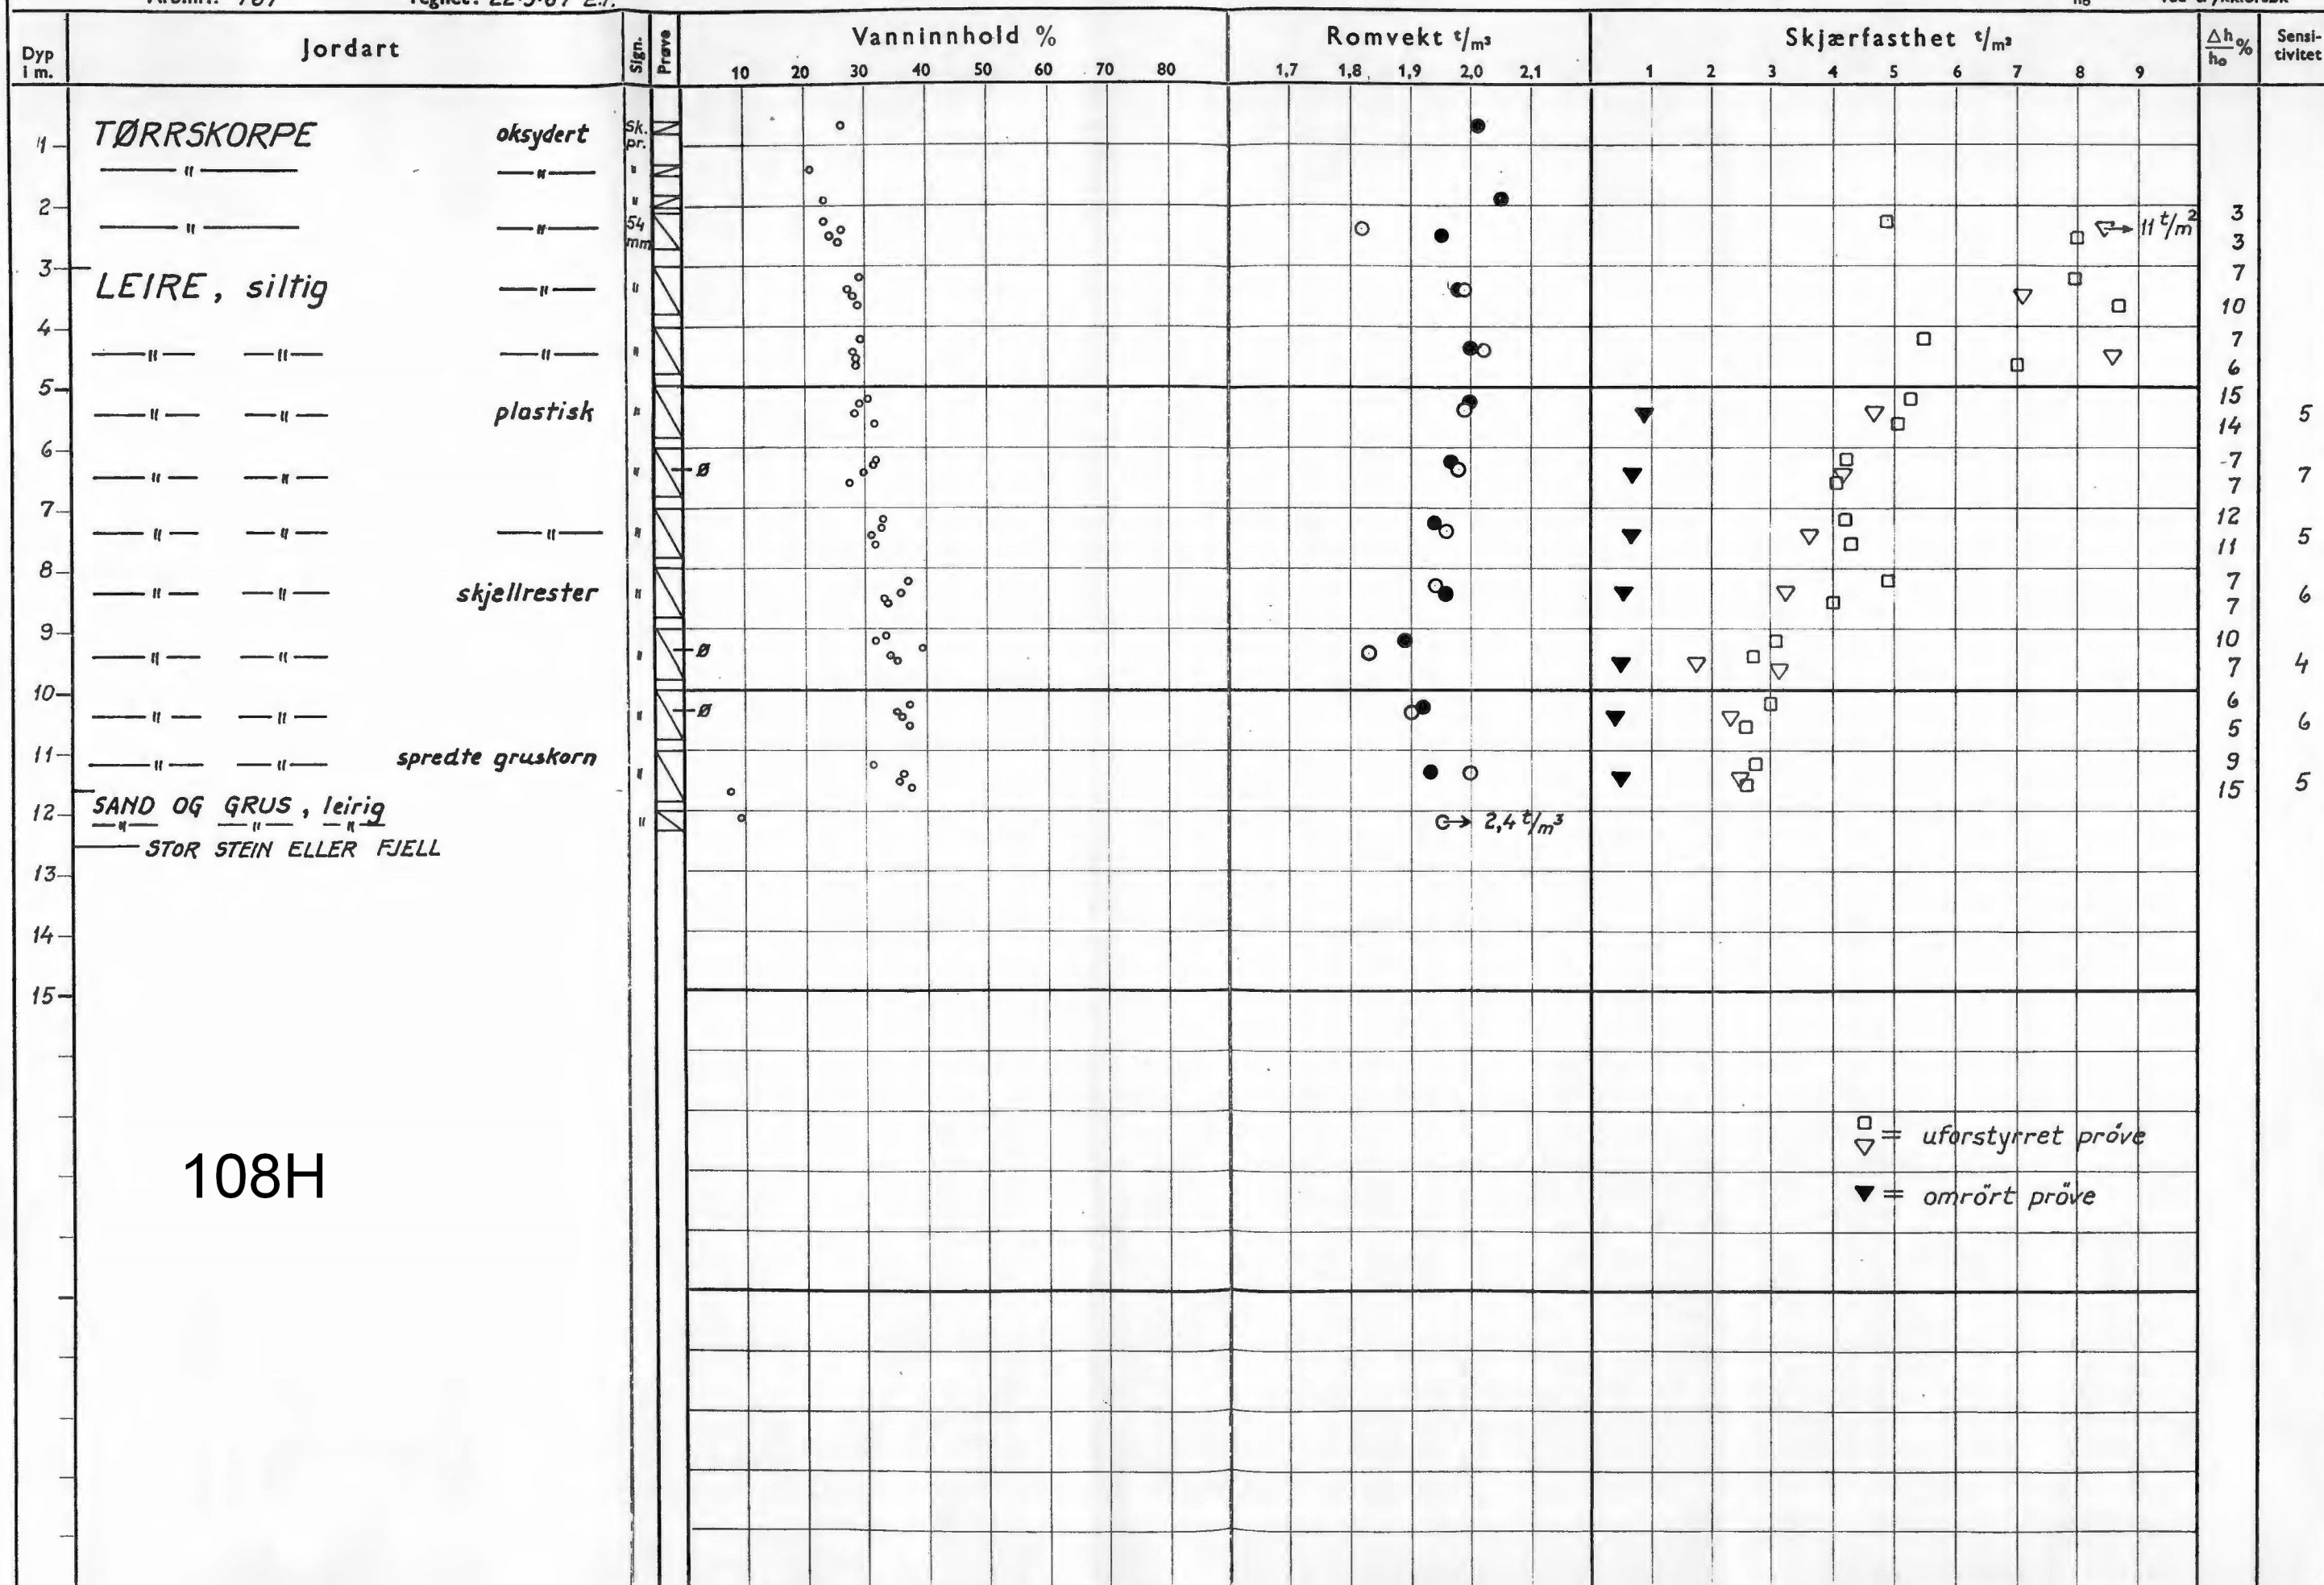 Dyp i m.
Jordart
Sign.
Prøve
Vanninnhold %
10 20 30 40 50 60 70 80
Romvekt t/m³
1,7 1,8 1,9 2,0 2,1
Skjærfasthet t/m²
1 2 3 4 5 6 7 8 9
Δh/h₀ %
Sensi-
tivitet
1 TØRRSKORPE oksydert Sk. pr.
—"— —"— "
2 "
—"— —"— 54 mm 11 t/m² 3
3
3 LEIRE, siltig —"— " 7
10
4 —"— —"— —"— " 7
6
5 —"— —"— plastisk " 15 5
14
6 —"— —"— " Ø 7 7
7
7 —"— —"— —"— " 12 5
11
8 —"— —"— skjellrester " 7 6
7
9 —"— —"— " Ø 10
7 4
10 —"— —"— " Ø 6 6
5
11 —"— —"— spredte gruskorn " 9 5
15
12 SAND OG GRUS, leirig
—"— —"— —"— " 2,4 t/m³
STOR STEIN ELLER FJELL
13
14
15
= uforstyrret prøve
108H
= omrørt prøve